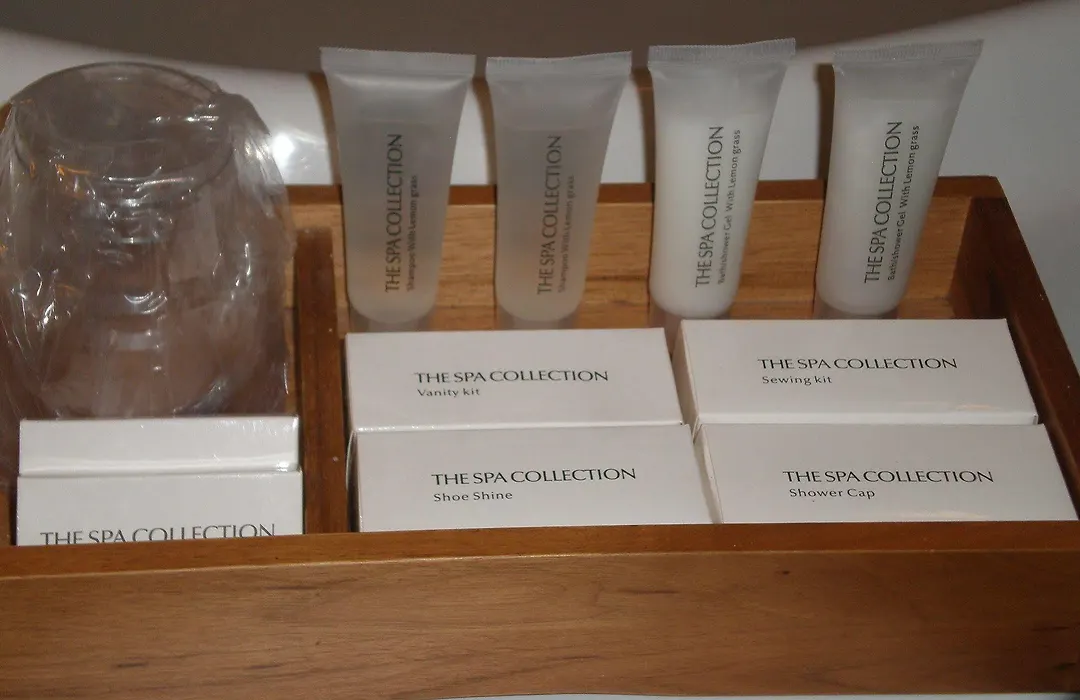 THE SPA COLLECTION
Shampoo With Lemon grass
THE SPA COLLECTION
Shampoo With Lemon grass
THE SPA COLLECTION
Bath&shower Gel With Lemon grass
THE SPA COLLECTION
Bath&shower Gel With Lemon grass
THE SPA COLLECTION
Vanity kit
THE SPA COLLECTION
Sewing kit
THE SPA COLLECTION
Shoe Shine
THE SPA COLLECTION
Shower Cap
THE SPA COLLECTION